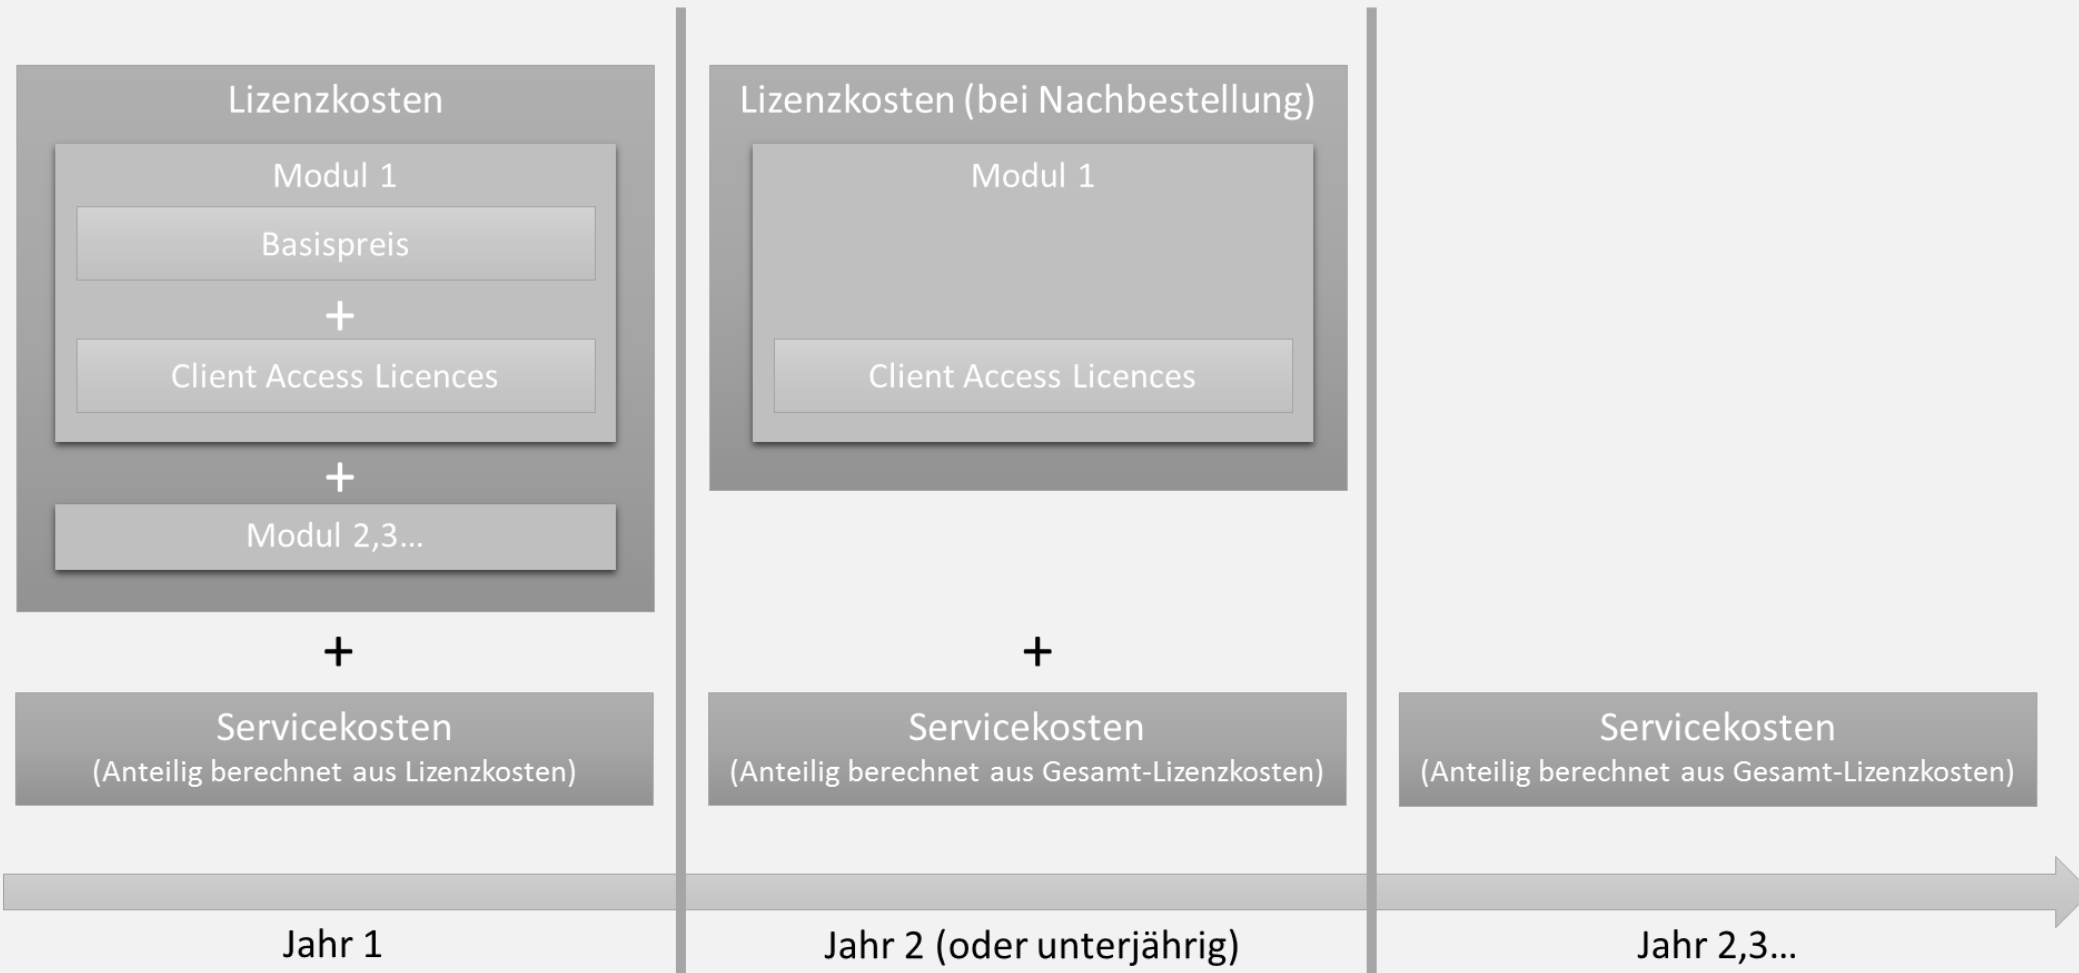 Lizenzkosten
Modul 1
Basispreis
+
Client Access Licences
+
Modul 2,3...
+
Servicekosten
(Anteilig berechnet aus Lizenzkosten)
Jahr 1
Lizenzkosten (bei Nachbestellung)
Modul 1
Client Access Licences
+
Servicekosten
(Anteilig berechnet aus Gesamt-Lizenzkosten)
Jahr 2 (oder unterjährig)
Servicekosten
(Anteilig berechnet aus Gesamt-Lizenzkosten)
Jahr 2,3...